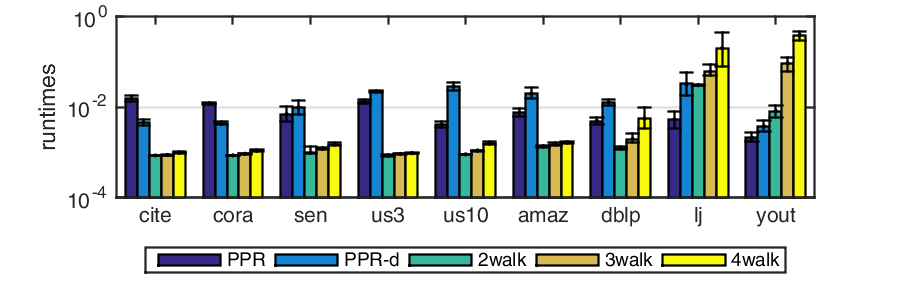 10^0
10^-2
10^-4
runtimes
cite cora sen us3 us10 amaz dblp lj yout
PPR PPR-d 2walk 3walk 4walk